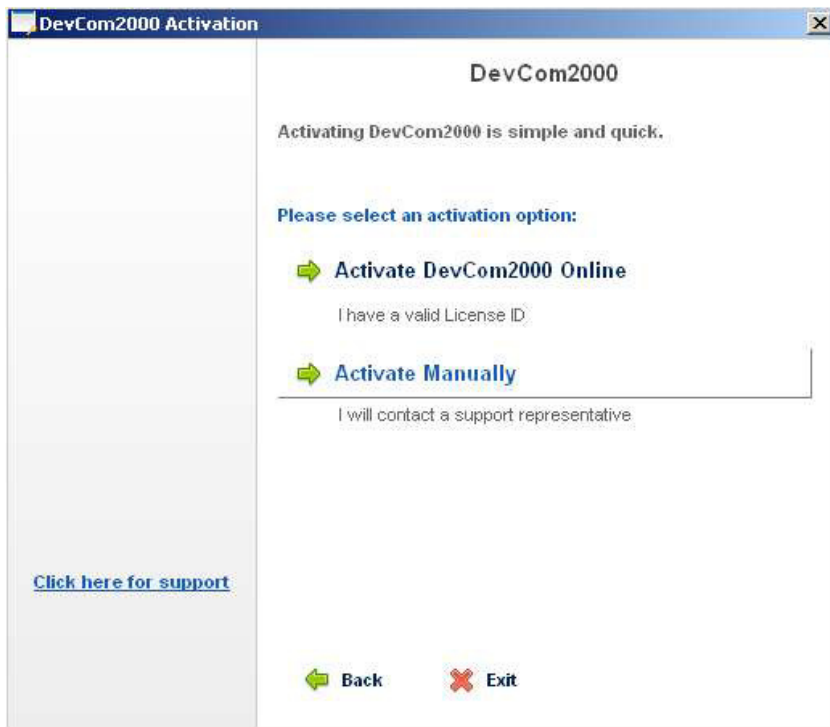 DevCom2000 Activation
DevCom2000
Activating DevCom2000 is simple and quick.
Please select an activation option:
Activate DevCom2000 Online
I have a valid License ID
Activate Manually
I will contact a support representative
Click here for support
Back
Exit